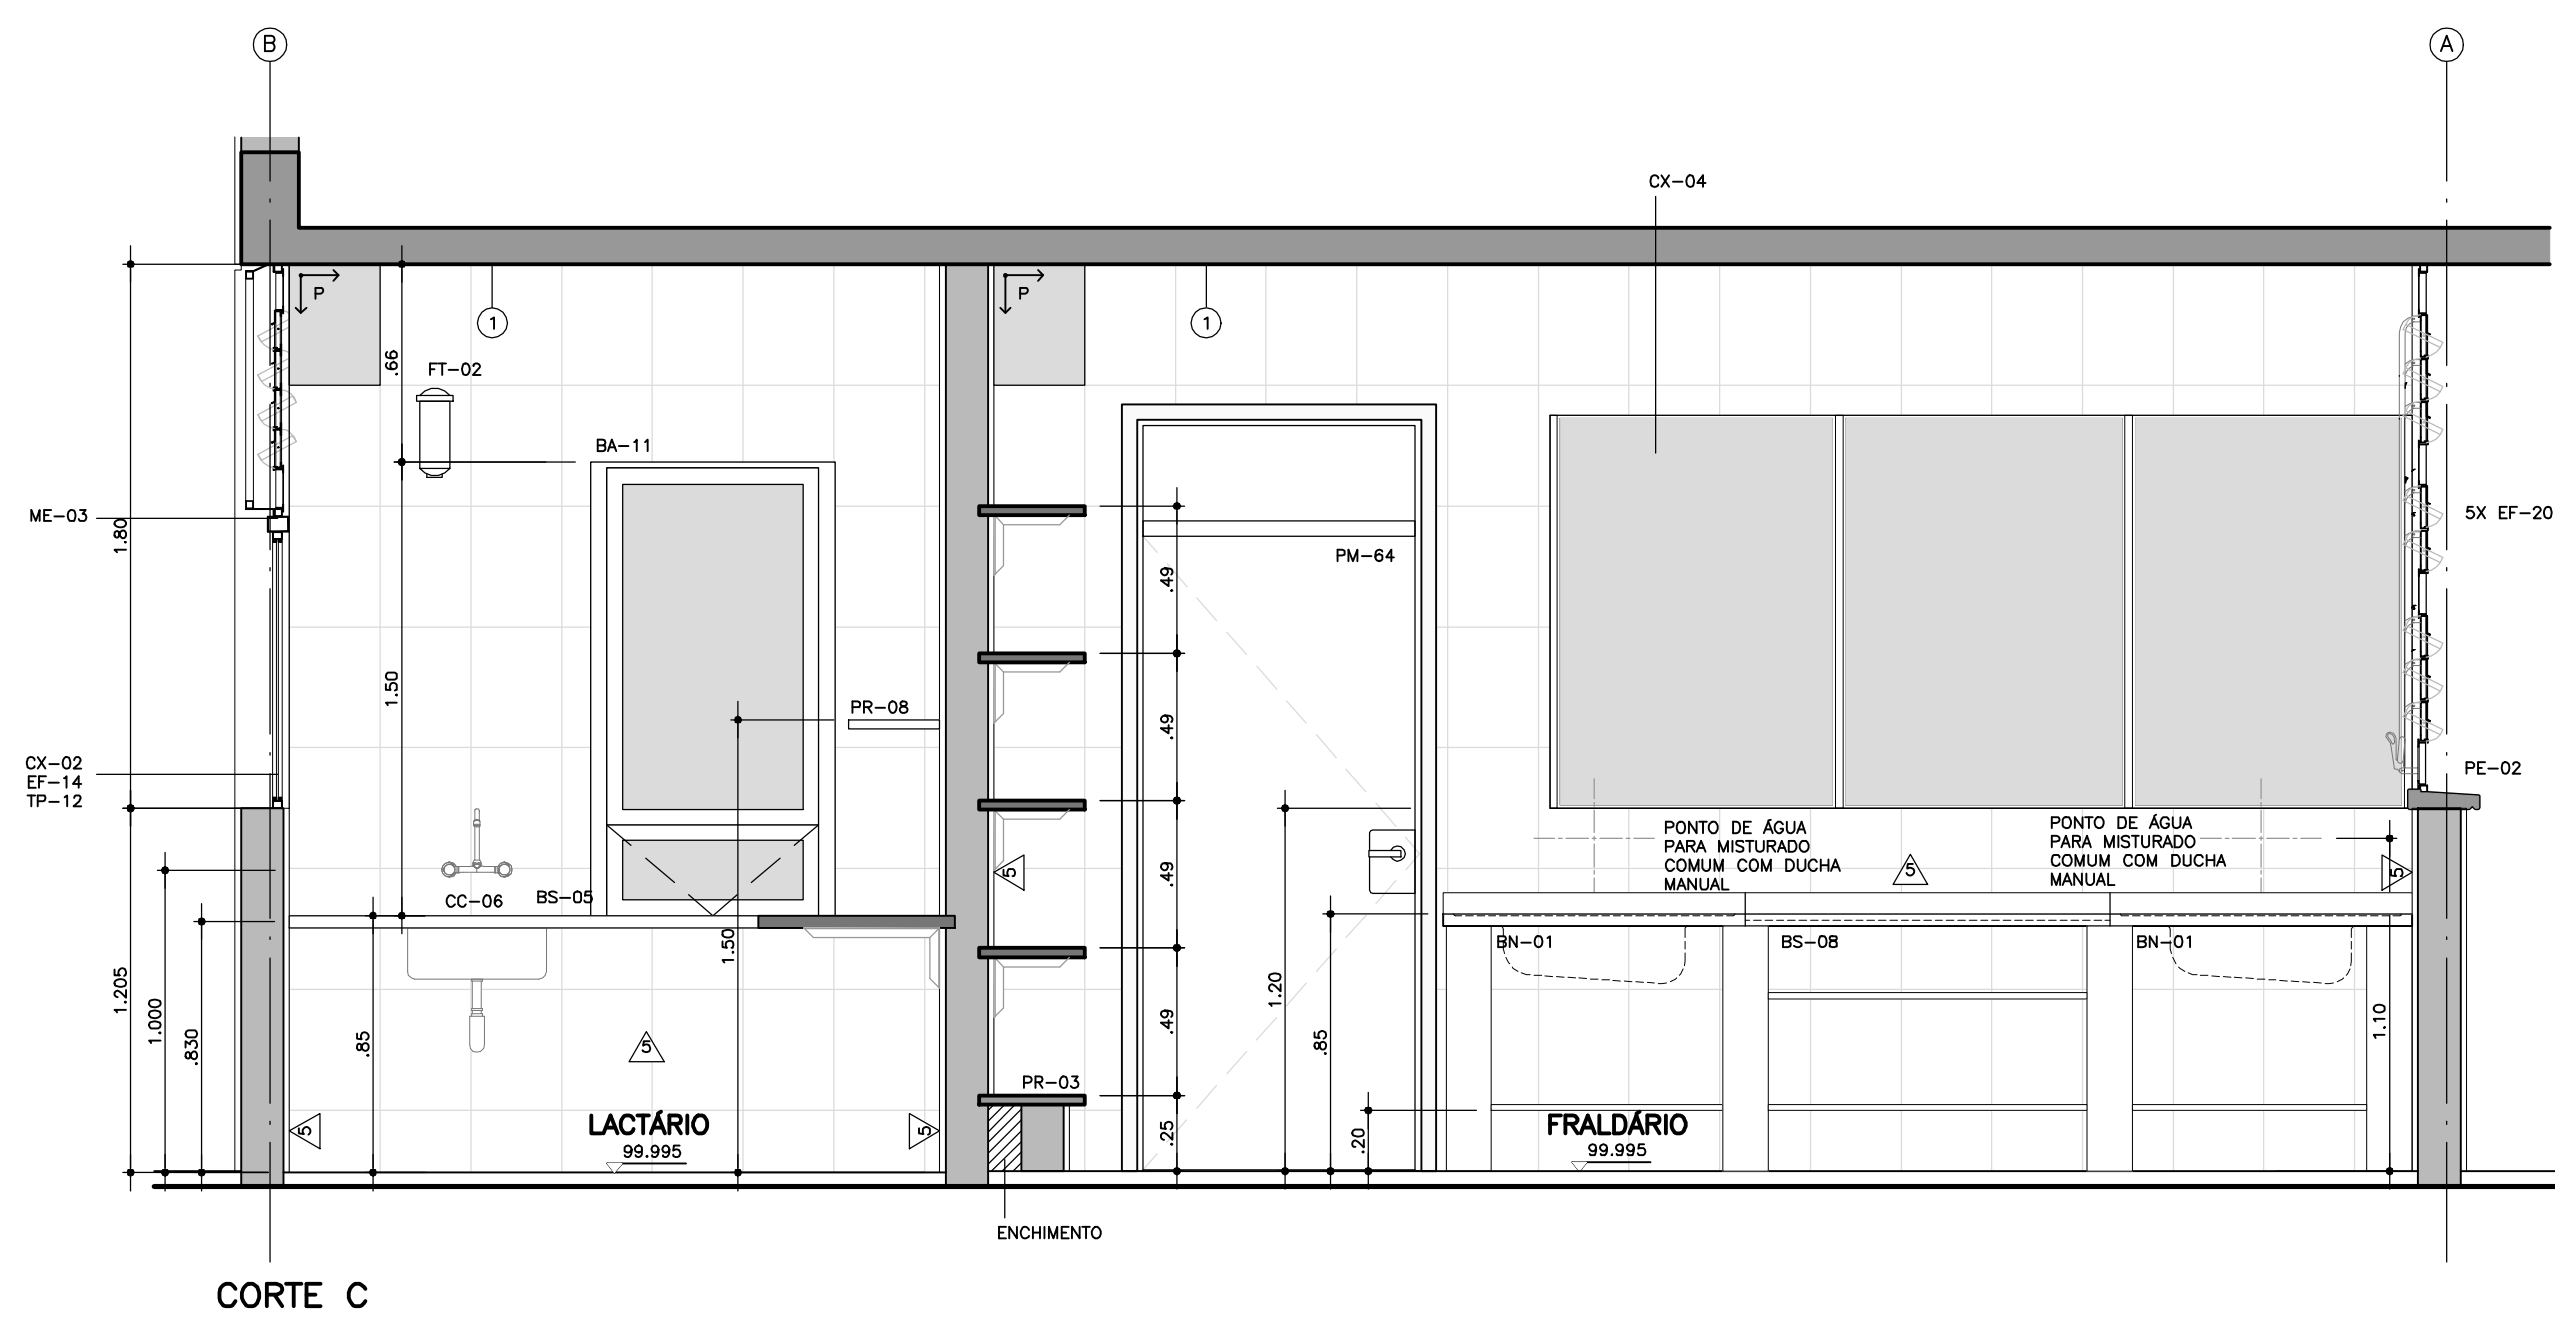 B
A
CX-04
P
P
1
1
.66
FT-02
BA-11
ME-03
1.80
5X EF-20
PM-64
.49
1.50
PR-08
.49
CX-02
EF-14
TP-12
PE-02
PONTO DE ÁGUA
PARA MISTURADO
COMUM COM DUCHA
MANUAL
PONTO DE ÁGUA
PARA MISTURADO
COMUM COM DUCHA
MANUAL
5
5
5
.49
CC-06
BS-05
1.50
BN-01
BS-08
BN-01
1.205
1.000
.830
.85
5
.49
1.20
.85
1.10
PR-03
5
LACTÁRIO
99.995
5
.25
.20
FRALDÁRIO
99.995
ENCHIMENTO
CORTE C